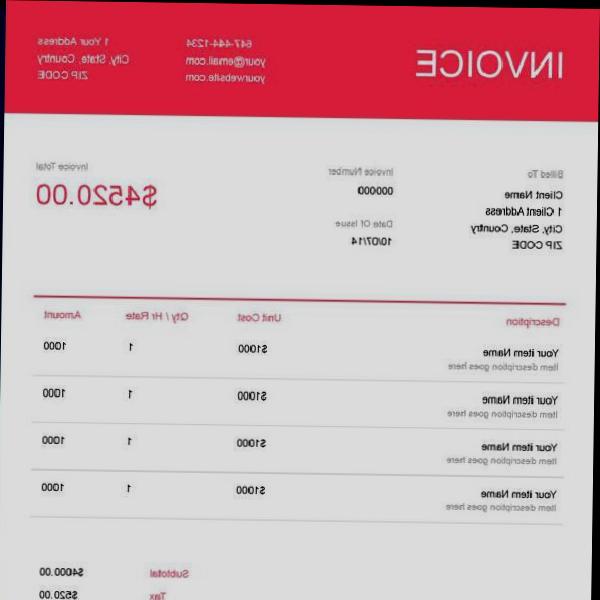 INVOICE
647-444-1234
your@email.com
yourwebsite.com
1 Your Address
City, State, Country
ZIP CODE
Billed To
Client Name
1 Client Address
City, State, Country
ZIP CODE
Invoice Number
000000
Date Of Issue
10/07/14
Invoice Total
$4520.00
Description Unit Cost Qty / Hr Rate Amount
Your item Name $1000 1 1000
Item description goes here
Your item Name $1000 1 1000
Item description goes here
Your item Name $1000 1 1000
Item description goes here
Your item Name $1000 1 1000
Item description goes here
Subtotal $4000.00
Tax $520.00